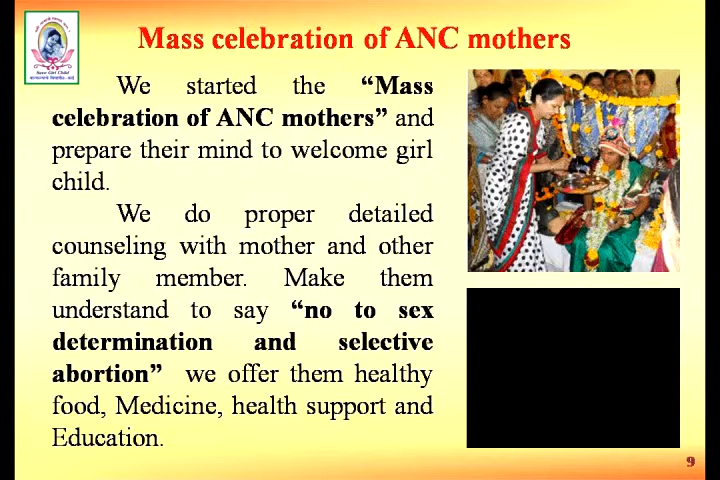 Mass celebration of ANC mothers
Save Girl Child
We started the “Mass
celebration of ANC mothers” and
prepare their mind to welcome girl
child.
We do proper detailed
counseling with mother and other
family member. Make them
understand to say “no to sex
determination and selective
abortion” we offer them healthy
food, Medicine, health support and
Education.
9